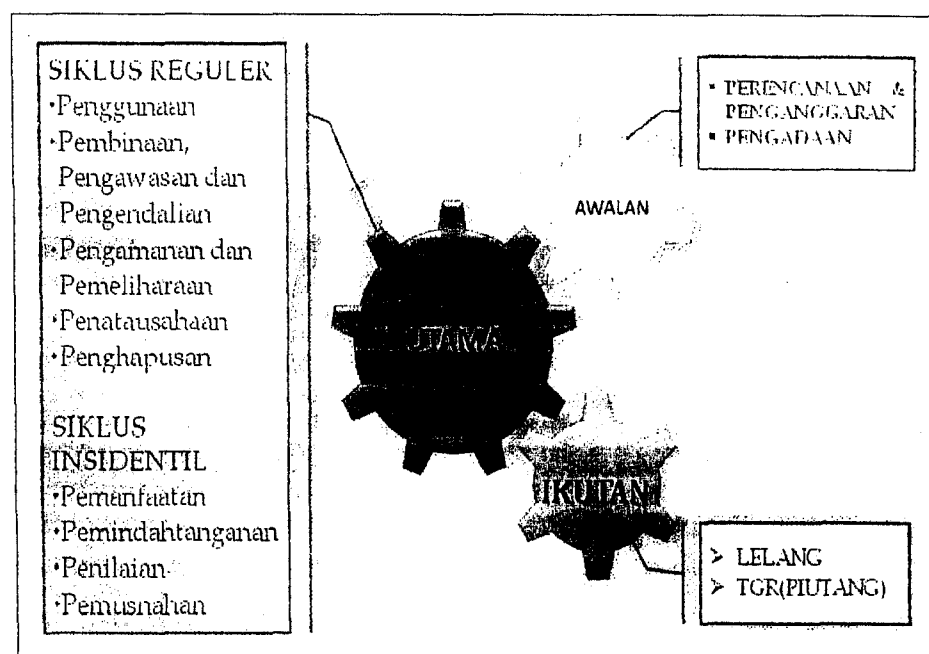 SIKLUS REGULER
•Penggunaan
•Pembinaan,
Pengawasan dan
Pengendalian
•Pengamanan dan
Pemeliharaan
•Penatausahaan
•Penghapusan
SIKLUS
INSIDENTIL
•Pemanfaatan
•Pemindahtanganan
•Penilaian
•Pemusnahan
▪ PERENCANAAN &
PENGANGGARAN
▪ PENGADAAN
AWALAN
UTAMA
IKUTAN
➢ LELANG
➢ TGR(PIUTANG)